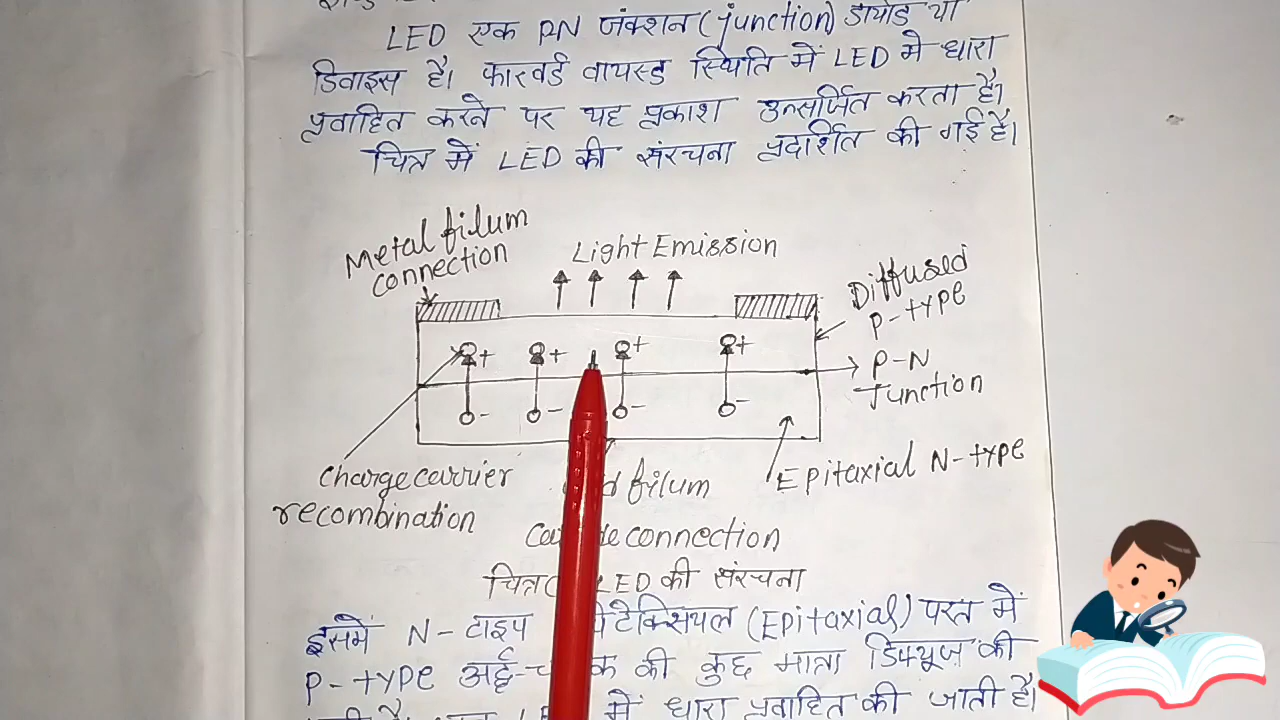 LED एक PN जंक्शन (junction) डायोड या
डिवाइस है। फारवर्ड वायस्ड स्थिति में LED मे धारा
प्रवाहित करने पर यह प्रकाश उत्सर्जित करता है।
चित्र में LED की संरचना प्रदर्शित की गई है।
Metal filum
connection
Light Emission
Diffused
P-type
+ + + +
P-N
Junction
- - - -
Charge carrier
recombination
filum
Epitaxial N-type
connection
चित्र LED की संरचना
इसमें N-टाइप (Epitaxial) परत में
P-type की कुछ मात्रा डिफ्यूज की
में धारा प्रवाहित की जाती है।